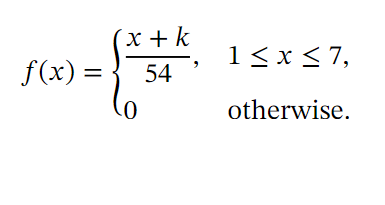 f(x) = { (x + k)/54, 1 ≤ x ≤ 7,
0 otherwise.